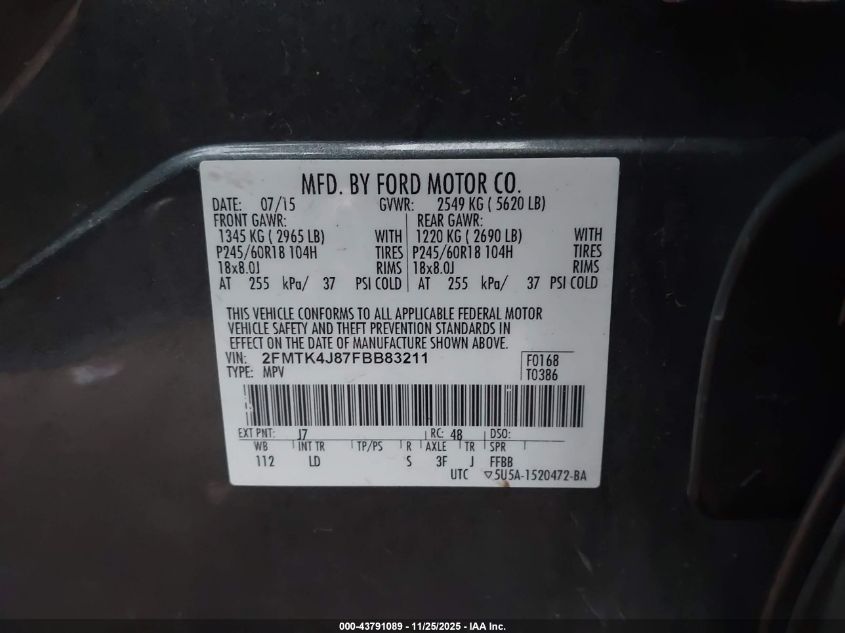 MFD. BY FORD MOTOR CO.
DATE: 07/15 GVWR: 2549 KG ( 5620 LB)
FRONT GAWR: REAR GAWR:
1345 KG ( 2965 LB) WITH 1220 KG ( 2690 LB) WITH
P245/60R18 104H TIRES P245/60R18 104H TIRES
18x8.0J RIMS 18x8.0J RIMS
AT 255 kPa/ 37 PSI COLD AT 255 kPa/ 37 PSI COLD
THIS VEHICLE CONFORMS TO ALL APPLICABLE FEDERAL MOTOR
VEHICLE SAFETY AND THEFT PREVENTION STANDARDS IN
EFFECT ON THE DATE OF MANUFACTURE SHOWN ABOVE.
VIN: 2FMTK4J87FBB83211 F0168
TYPE: MPV T0386
EXT PNT: J7 RC: 48 DSO:
WB INT TR TP/PS R AXLE TR SPR
112 LD S 3F J FFBB
UTC ▽5U5A-1520472-BA
000-43791089 - 11/25/2025 - IAA Inc.